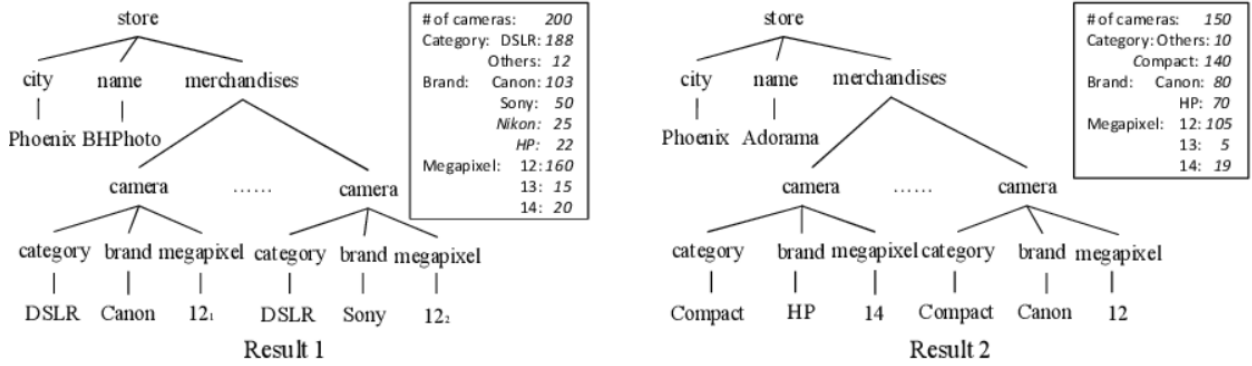 store
city name merchandises
Phoenix BHPhoto
camera ...... camera
category brand megapixel category brand megapixel
DSLR Canon 12₁ DSLR Sony 12₂
Result 1
# of cameras: 200
Category: DSLR: 188
Others: 12
Brand: Canon: 103
Sony: 50
Nikon: 25
HP: 22
Megapixel: 12: 160
13: 15
14: 20
store
city name merchandises
Phoenix Adorama
camera ...... camera
category brand megapixel category brand megapixel
Compact HP 14 Compact Canon 12
Result 2
# of cameras: 150
Category: Others: 10
Compact: 140
Brand: Canon: 80
HP: 70
Megapixel: 12: 105
13: 5
14: 19